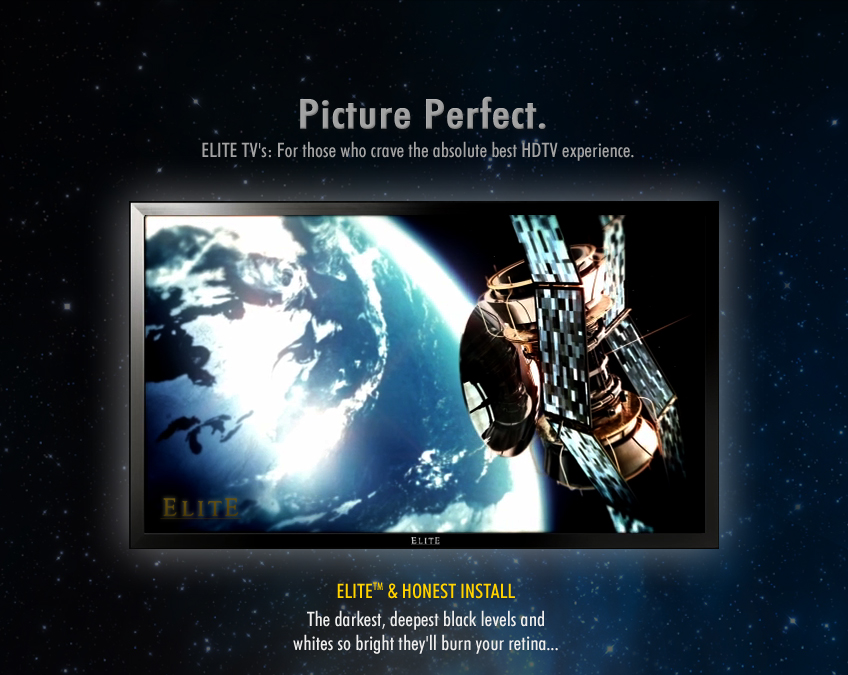 Picture Perfect.
ELITE TV's: For those who crave the absolute best HDTV experience.
ELITE
ELITE
ELITE™ & HONEST INSTALL
The darkest, deepest black levels and
whites so bright they'll burn your retina...